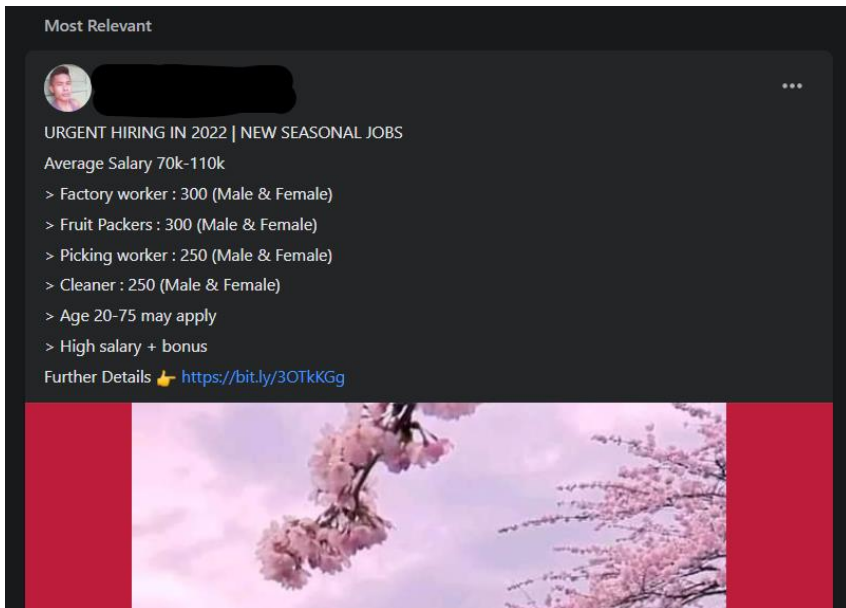 Most Relevant
URGENT HIRING IN 2022 | NEW SEASONAL JOBS
Average Salary 70k-110k
> Factory worker : 300 (Male & Female)
> Fruit Packers : 300 (Male & Female)
> Picking worker : 250 (Male & Female)
> Cleaner : 250 (Male & Female)
> Age 20-75 may apply
> High salary + bonus
Further Details 👉 https://bit.ly/3OTkKGg